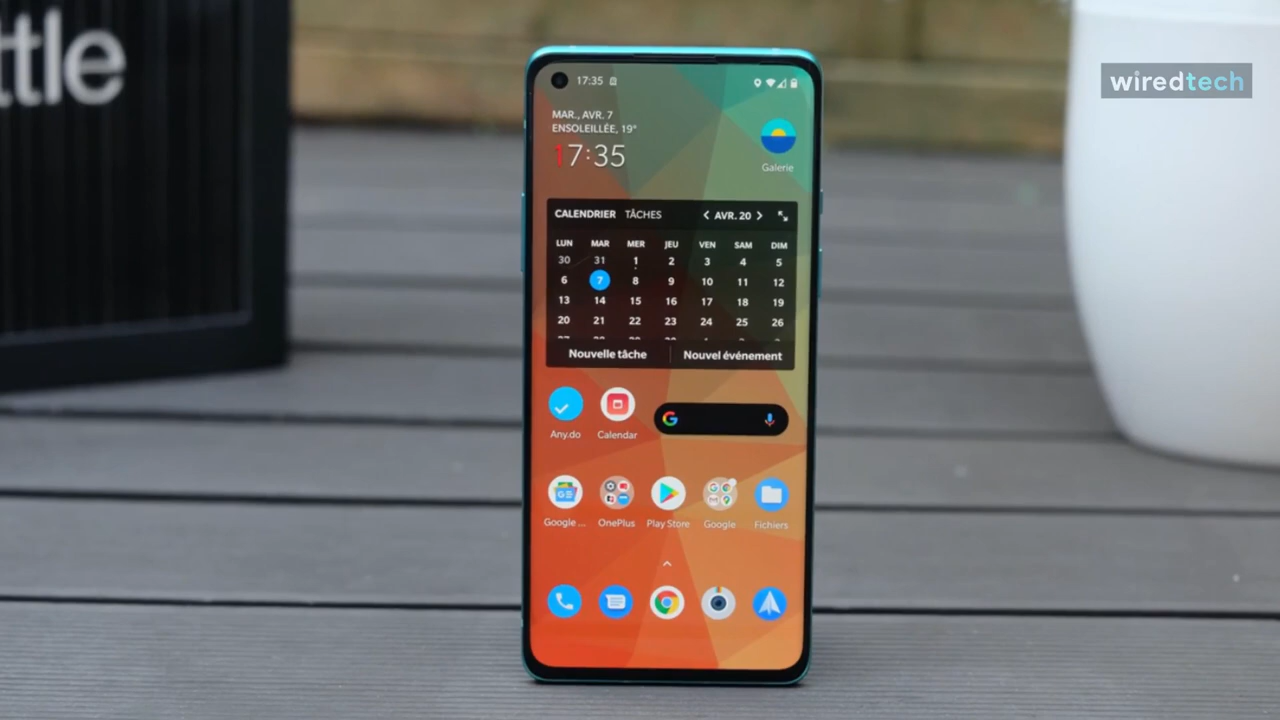 ttle
wiredtech
17:35
MAR., AVR. 7
ENSOLEILLÉE, 19°
17:35
Galerie
CALENDRIER TÂCHES < AVR. 20 >
LUN MAR MER JEU VEN SAM DIM
30 31 1 2 3 4 5
6 7 8 9 10 11 12
13 14 15 16 17 18 19
20 21 22 23 24 25 26
Nouvelle tâche Nouvel événement
Any.do Calendar
Google ... OnePlus Play Store Google Fichiers